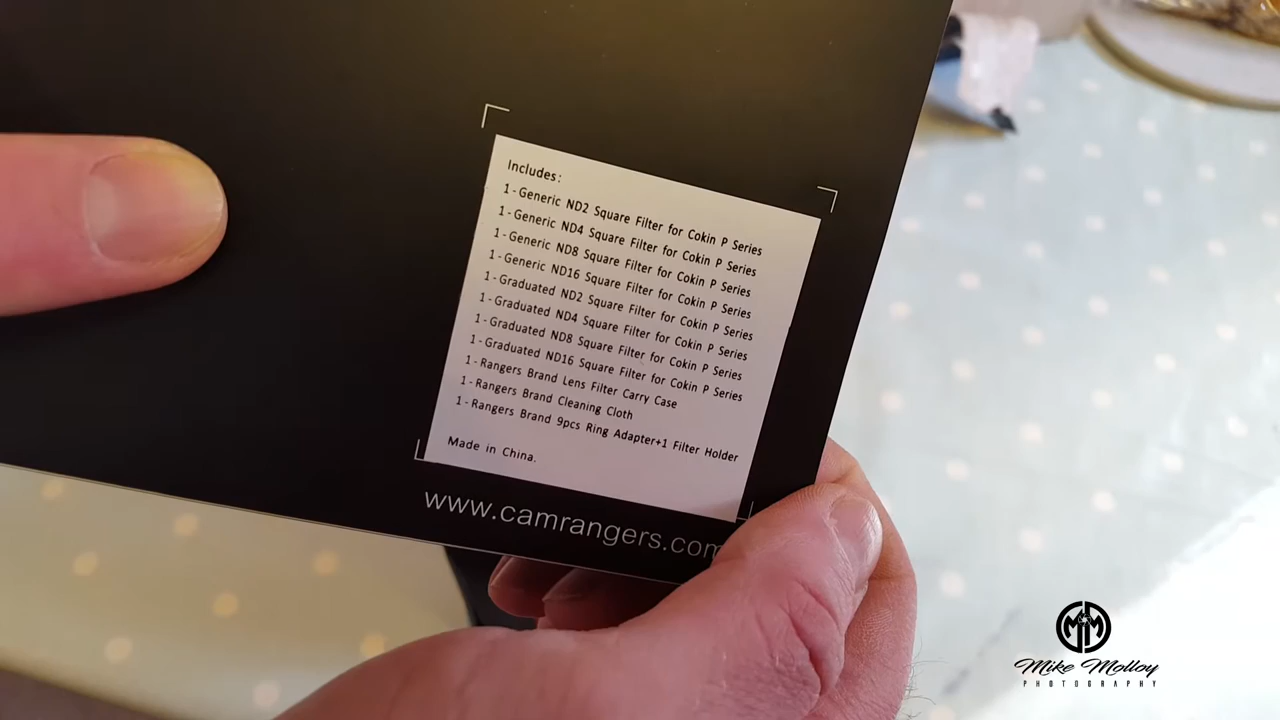 Includes:
1-Generic ND2 Square Filter for Cokin P Series
1-Generic ND4 Square Filter for Cokin P Series
1-Generic ND8 Square Filter for Cokin P Series
1-Generic ND16 Square Filter for Cokin P Series
1-Graduated ND2 Square Filter for Cokin P Series
1-Graduated ND4 Square Filter for Cokin P Series
1-Graduated ND8 Square Filter for Cokin P Series
1-Graduated ND16 Square Filter for Cokin P Series
1-Rangers Brand Lens Filter Carry Case
1-Rangers Brand Cleaning Cloth
1-Rangers Brand 9pcs Ring Adapter+1 Filter Holder
Made in China.
www.camrangers.com
MM
Mike Molloy
PHOTOGRAPHY